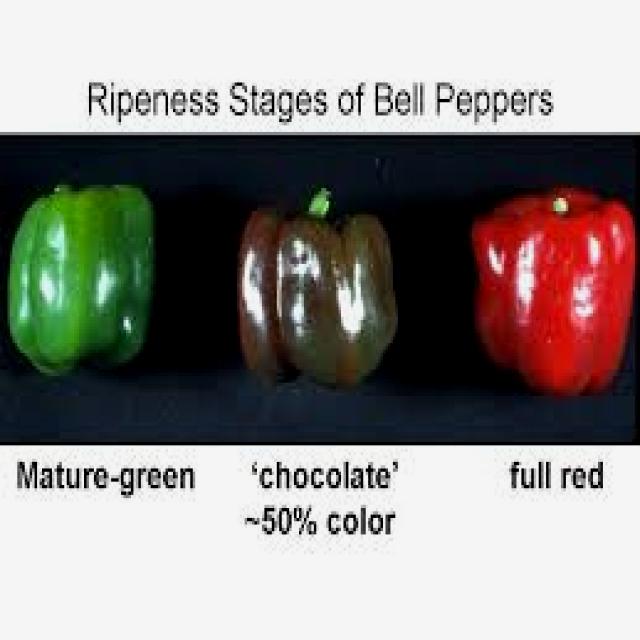 Ripeness Stages of Bell Peppers
Mature-green ‘chocolate’ full red
~50% color